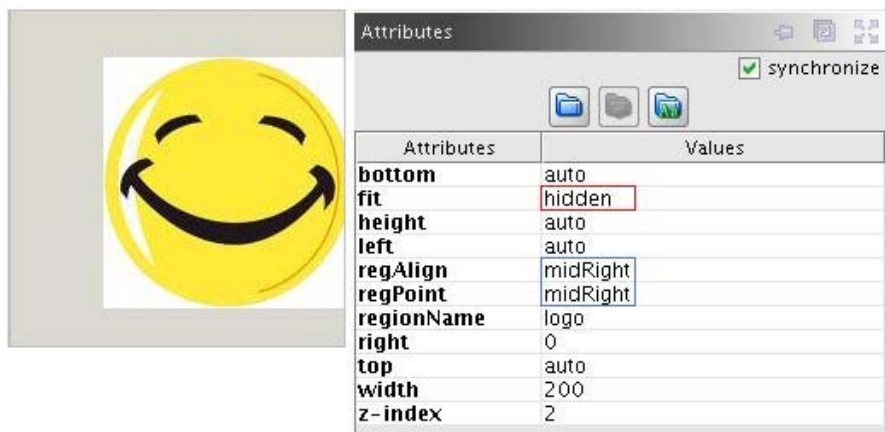 Attributes
synchronize
Attributes Values
bottom auto
fit hidden
height auto
left auto
regAlign midRight
regPoint midRight
regionName logo
right 0
top auto
width 200
z-index 2